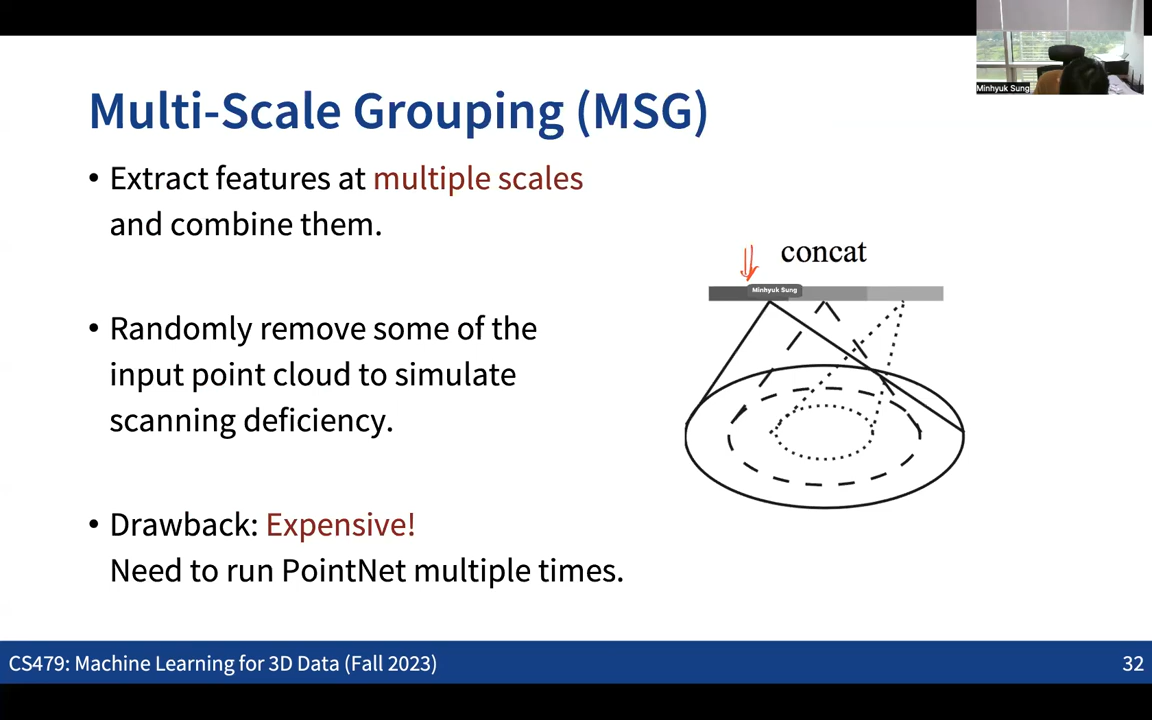 Minhyuk Sung
Multi-Scale Grouping (MSG)
• Extract features at multiple scales
and combine them.
• Randomly remove some of the
input point cloud to simulate
scanning deficiency.
• Drawback: Expensive!
Need to run PointNet multiple times.
concat
Minhyuk Sung
CS479: Machine Learning for 3D Data (Fall 2023)
32